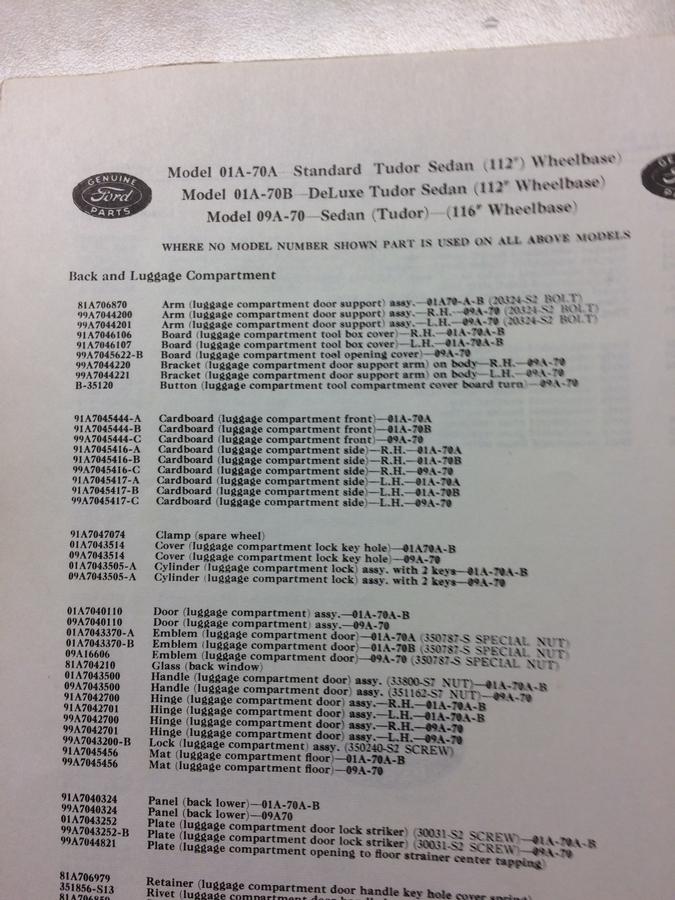 GENUINE
Ford
PARTS
Model 01A-70A—Standard Tudor Sedan (112") Wheelbase)
Model 01A-70B—DeLuxe Tudor Sedan (112" Wheelbase)
Model 09A-70—Sedan (Tudor)—(116" Wheelbase)
WHERE NO MODEL NUMBER SHOWN PART IS USED ON ALL ABOVE MODELS
Back and Luggage Compartment
81A706870 Arm (luggage compartment door support) assy.—01A70-A-B (20324-S2 BOLT)
99A7044200 Arm (luggage compartment door support) assy.—R.H.—09A-70 (20324-S2 BOLT)
99A7044201 Arm (luggage compartment door support) assy.—L.H.—09A-70 (20324-S2 BOLT)
91A7046106 Board (luggage compartment tool box cover)—R.H.—01A-70A-B
91A7046107 Board (luggage compartment tool box cover)—L.H.—01A-70A-B
99A7045622-B Board (luggage compartment tool opening cover)—09A-70
99A7044220 Bracket (luggage compartment door support arm) on body—R.H.—09A-70
99A7044221 Bracket (luggage compartment door support arm) on body—L.H.—09A-70
B-35120 Button (luggage compartment tool compartment cover board turn)—09A-70
91A7045444-A Cardboard (luggage compartment front)—01A-70A
91A7045444-B Cardboard (luggage compartment front)—01A-70B
99A7045444-C Cardboard (luggage compartment front)—09A-70
91A7045416-A Cardboard (luggage compartment side)—R.H.—01A-70A
91A7045416-B Cardboard (luggage compartment side)—R.H.—01A-70B
99A7045416-C Cardboard (luggage compartment side)—R.H.—09A-70
91A7045417-A Cardboard (luggage compartment side)—L.H.—01A-70A
91A7045417-B Cardboard (luggage compartment side)—L.H.—01A-70B
99A7045417-C Cardboard (luggage compartment side)—L.H.—09A-70
91A7047074 Clamp (spare wheel)
01A7043514 Cover (luggage compartment lock key hole)—01A70A-B
09A7043514 Cover (luggage compartment lock key hole)—09A-70
01A7043505-A Cylinder (luggage compartment lock) assy. with 2 keys—01A-70A-B
09A7043505-A Cylinder (luggage compartment lock) assy. with 2 keys—09A-70
01A7040110 Door (luggage compartment) assy.—01A-70A-B
09A7040110 Door (luggage compartment) assy.—09A-70
01A7043370-A Emblem (luggage compartment door)—01A-70A (350787-S SPECIAL NUT)
01A7043370-B Emblem (luggage compartment door)—01A-70B (350787-S SPECIAL NUT)
09A16606 Emblem (luggage compartment door)—09A-70 (350787-S SPECIAL NUT)
81A704210 Glass (back window)
01A7043500 Handle (luggage compartment door) assy. (33800-S7 NUT)—01A-70A-B
09A7043500 Handle (luggage compartment door) assy. (351162-S7 NUT)—09A-70
91A7042700 Hinge (luggage compartment door) assy.—R.H.—01A-70A-B
91A7042701 Hinge (luggage compartment door) assy.—L.H.—01A-70A-B
99A7042700 Hinge (luggage compartment door) assy.—R.H.—09A-70
99A7042701 Hinge (luggage compartment door) assy.—L.H.—09A-70
99A7043200-B Lock (luggage compartment) assy. (350240-S2 SCREW)
91A7045456 Mat (luggage compartment floor)—01A-70A-B
99A7045456 Mat (luggage compartment floor)—09A-70
91A7040324 Panel (back lower)—01A-70A-B
99A7040324 Panel (back lower)—09A70
01A7043252 Plate (luggage compartment door lock striker) (30031-S2 SCREW)—01A-70A-B
99A7043252-B Plate (luggage compartment door lock striker) (30031-S2 SCREW)—09A-70
99A7044821 Plate (luggage compartment opening to floor strainer center tapping)
81A706979 Retainer (luggage compartment door handle key hole cover spring)
351856-S13 Rivet (luggage compartment door